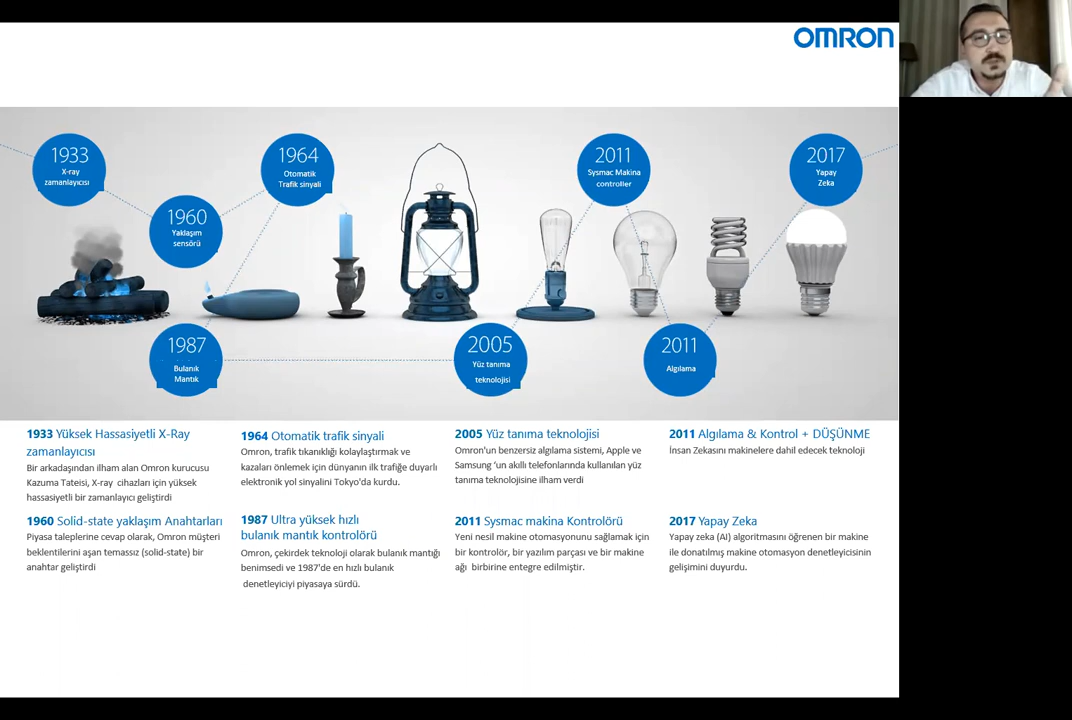 OMRON
1933
X-ray
zamanlayıcısı
1964
Otomatik
Trafik sinyali
2011
Sysmac Makina
controller
2017
Yapay
Zeka
1960
Yaklaşım
sensörü
1987
Bulanık
Mantık
2005
Yüz tanıma
teknolojisi
2011
Algılama
1933 Yüksek Hassasiyetli X-Ray
zamanlayıcısı
Bir arkadaşından ilham alan Omron kurucusu
Kazuma Tateisi, X-ray cihazları için yüksek
hassasiyetli bir zamanlayıcı geliştirdi
1960 Solid-state yaklaşım Anahtarları
Piyasa taleplerine cevap olarak, Omron müşteri
beklentilerini aşan temassız (solid-state) bir
anahtar geliştirdi
1964 Otomatik trafik sinyali
Omron, trafik tıkanıklığı kolaylaştırmak ve
kazaları önlemek için dünyanın ilk trafiğe duyarlı
elektronik yol sinyalini Tokyo'da kurdu.
1987 Ultra yüksek hızlı
bulanık mantık kontrolörü
Omron, çekirdek teknoloji olarak bulanık mantığı
benimsedi ve 1987'de en hızlı bulanık
denetleyiciyi piyasaya sürdü.
2005 Yüz tanıma teknolojisi
Omron'un benzersiz algılama sistemi, Apple ve
Samsung 'un akıllı telefonlarında kullanılan yüz
tanıma teknolojisine ilham verdi
2011 Sysmac makina Kontrolörü
Yeni nesil makine otomasyonunu sağlamak için
bir kontrolör, bir yazılım parçası ve bir makine
ağı birbirine entegre edilmiştir.
2011 Algılama & Kontrol + DÜŞÜNME
İnsan Zekasını makinelere dahil edecek teknoloji
2017 Yapay Zeka
Yapay zeka (AI) algoritmasını öğrenen bir makine
ile donatılmış makine otomasyon denetleyicisinin
gelişimini duyurdu.